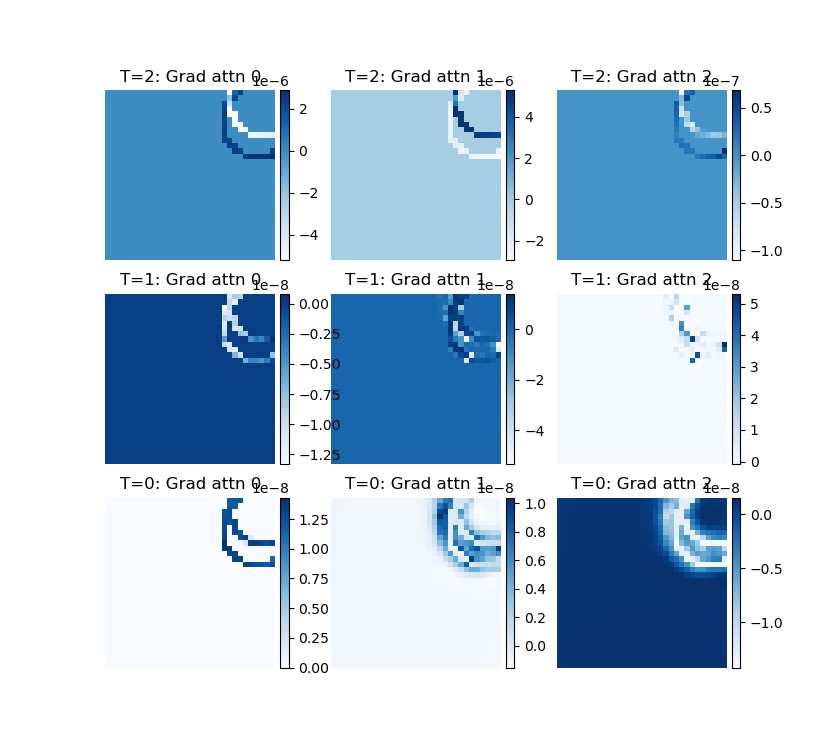 T=2: Grad attn 0
1e−6
2
0
−2
−4
T=2: Grad attn 1
1e−6
4
2
0
−2
T=2: Grad attn 2
1e−7
0.5
0.0
−0.5
−1.0
T=1: Grad attn 0
1e−8
0.00
−0.25
−0.50
−0.75
−1.00
−1.25
T=1: Grad attn 1
1e−8
0
−2
−4
T=1: Grad attn 2
1e−8
5
4
3
2
1
0
T=0: Grad attn 0
1e−8
1.25
1.00
0.75
0.50
0.25
0.00
T=0: Grad attn 1
1e−8
1.0
0.8
0.6
0.4
0.2
0.0
T=0: Grad attn 2
1e−8
0.0
−0.5
−1.0